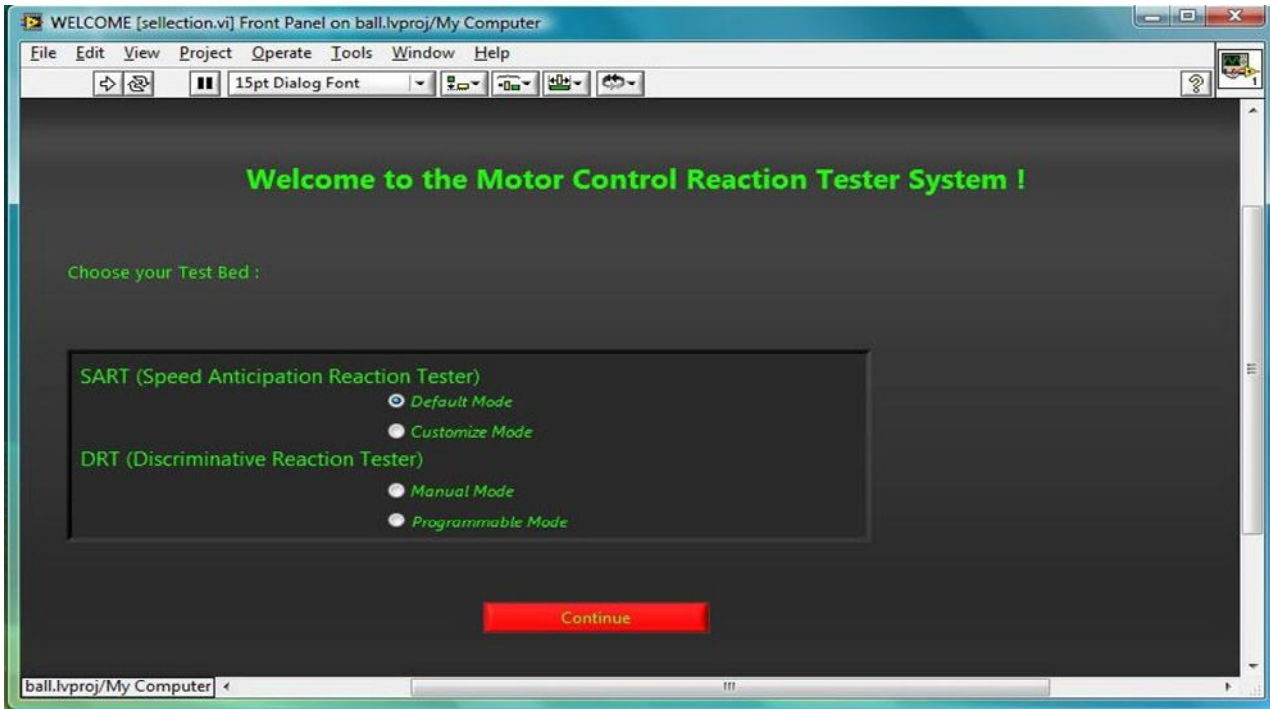 WELCOME [sellection.vi] Front Panel on ball.lvproj/My Computer
File Edit View Project Operate Tools Window Help
15pt Dialog Font
1
Welcome to the Motor Control Reaction Tester System !
Choose your Test Bed :
SART (Speed Anticipation Reaction Tester)
Default Mode
Customize Mode
DRT (Discriminative Reaction Tester)
Manual Mode
Programmable Mode
Continue
ball.lvproj/My Computer